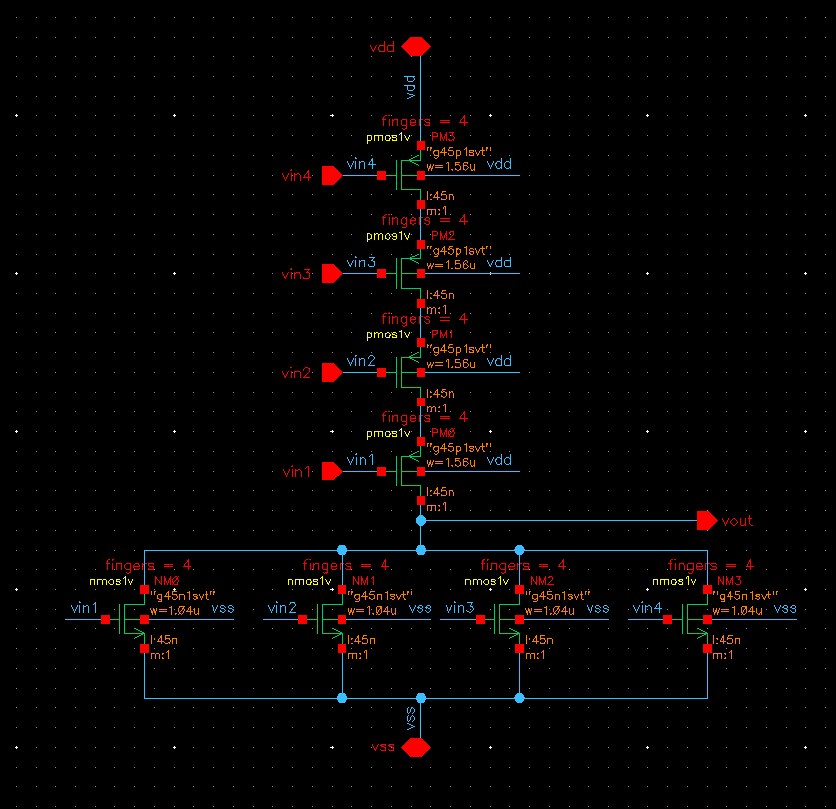 vdd
vdd
fingers = 4
pmos1v PM3
"g45p1svt"
vin4 vin4 w=1.56u vdd
l:45n
m:1
fingers = 4
pmos1v PM2
"g45p1svt"
vin3 vin3 w=1.56u vdd
l:45n
m:1
fingers = 4
pmos1v PM1
"g45p1svt"
vin2 vin2 w=1.56u vdd
l:45n
m:1
fingers = 4
pmos1v PM0
"g45p1svt"
vin1 vin1 w=1.56u vdd
l:45n
m:1
vout
fingers = 4 fingers = 4 fingers = 4 fingers = 4
nmos1v NM0 nmos1v NM1 nmos1v NM2 nmos1v NM3
"g45n1svt" "g45n1svt" "g45n1svt" "g45n1svt"
vin1 w=1.04u vss vin2 w=1.04u vss vin3 w=1.04u vss vin4 w=1.04u vss
l:45n l:45n l:45n l:45n
m:1 m:1 m:1 m:1
vss
vss